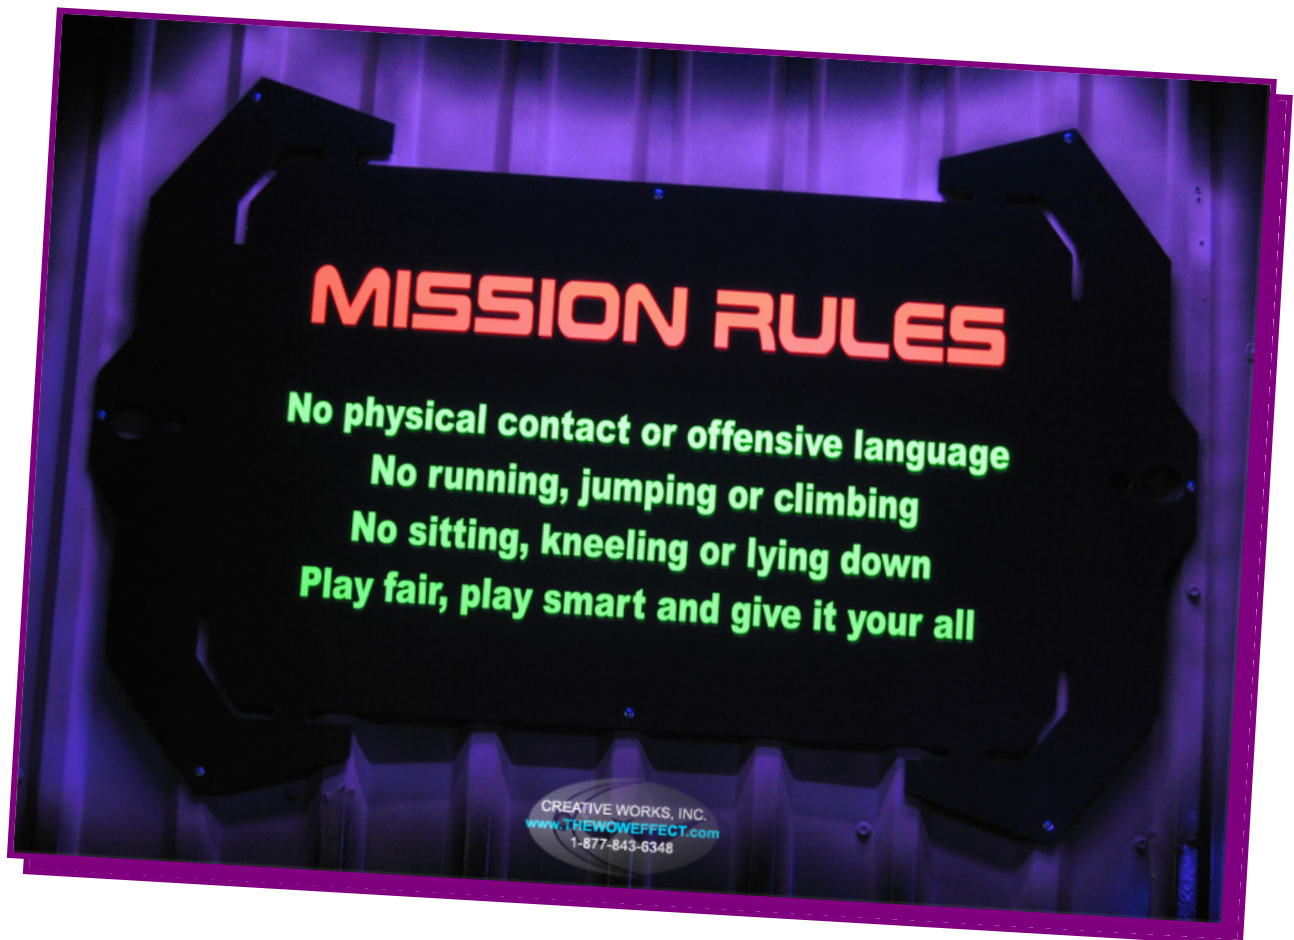 MISSION RULES
No physical contact or offensive language
No running, jumping or climbing
No sitting, kneeling or lying down
Play fair, play smart and give it your all
CREATIVE WORKS, INC.
www.THEWOWEFFECT.com
1-877-843-6348